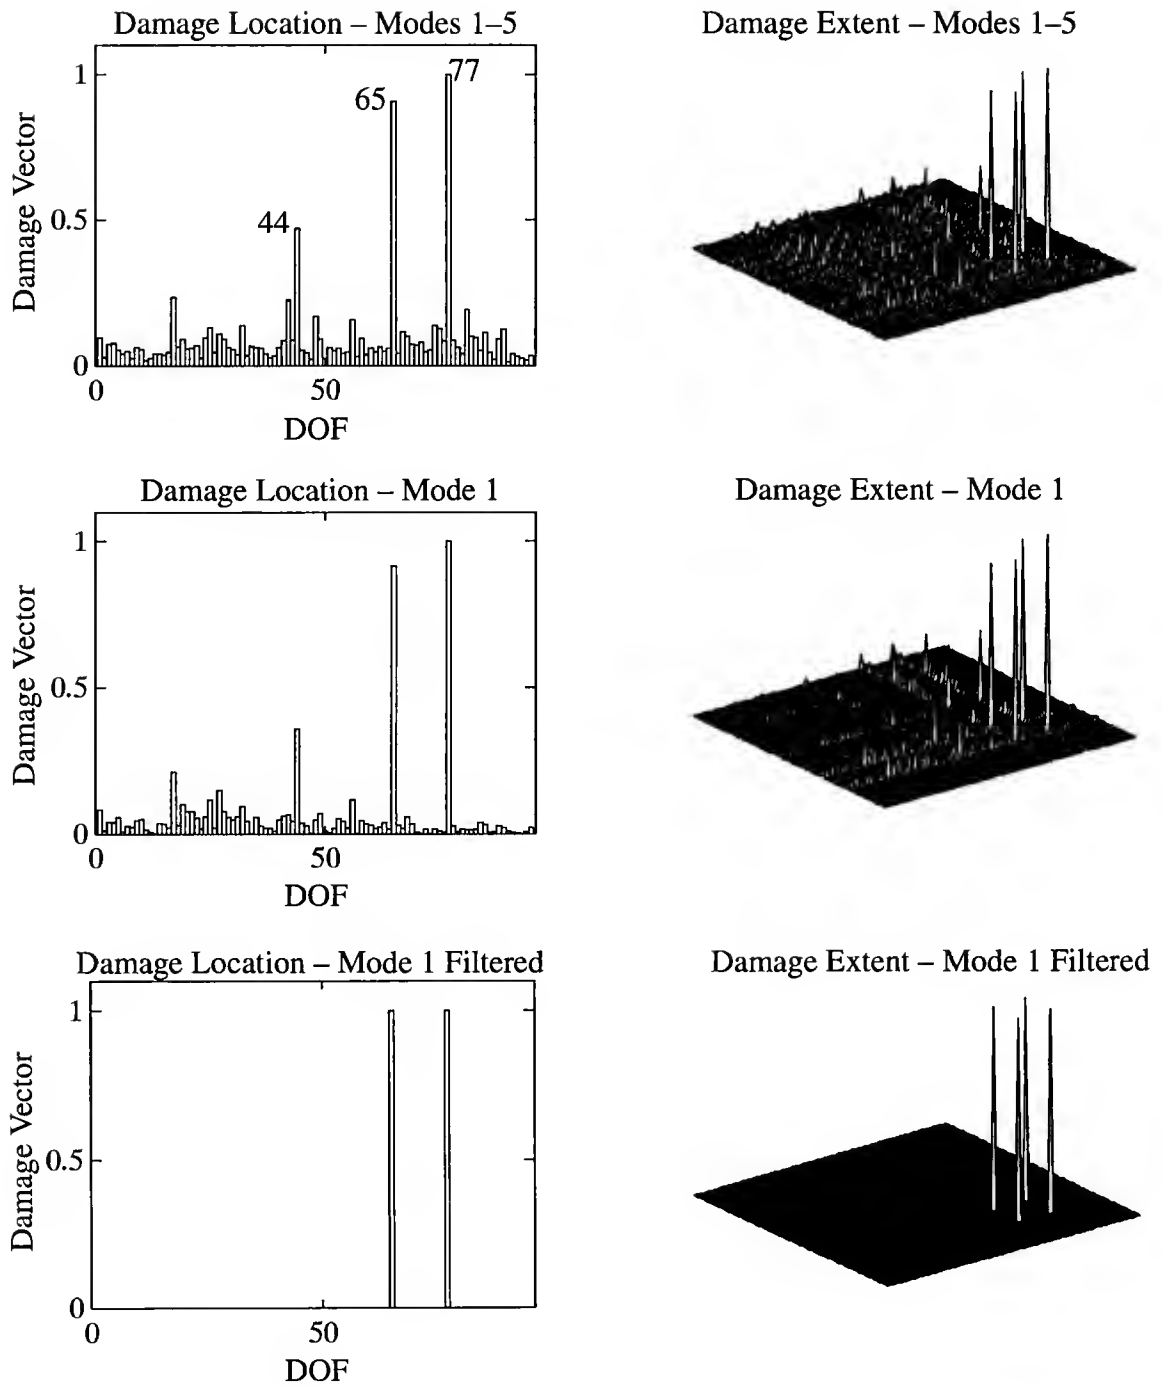 Damage Location – Modes 1–5
Damage Extent – Modes 1–5
1
0.5
0
77
65
44
0
50
Damage Vector
DOF
Damage Location – Mode 1
Damage Extent – Mode 1
1
0.5
0
0
50
Damage Vector
DOF
Damage Location – Mode 1 Filtered
Damage Extent – Mode 1 Filtered
1
0.5
0
0
50
Damage Vector
DOF